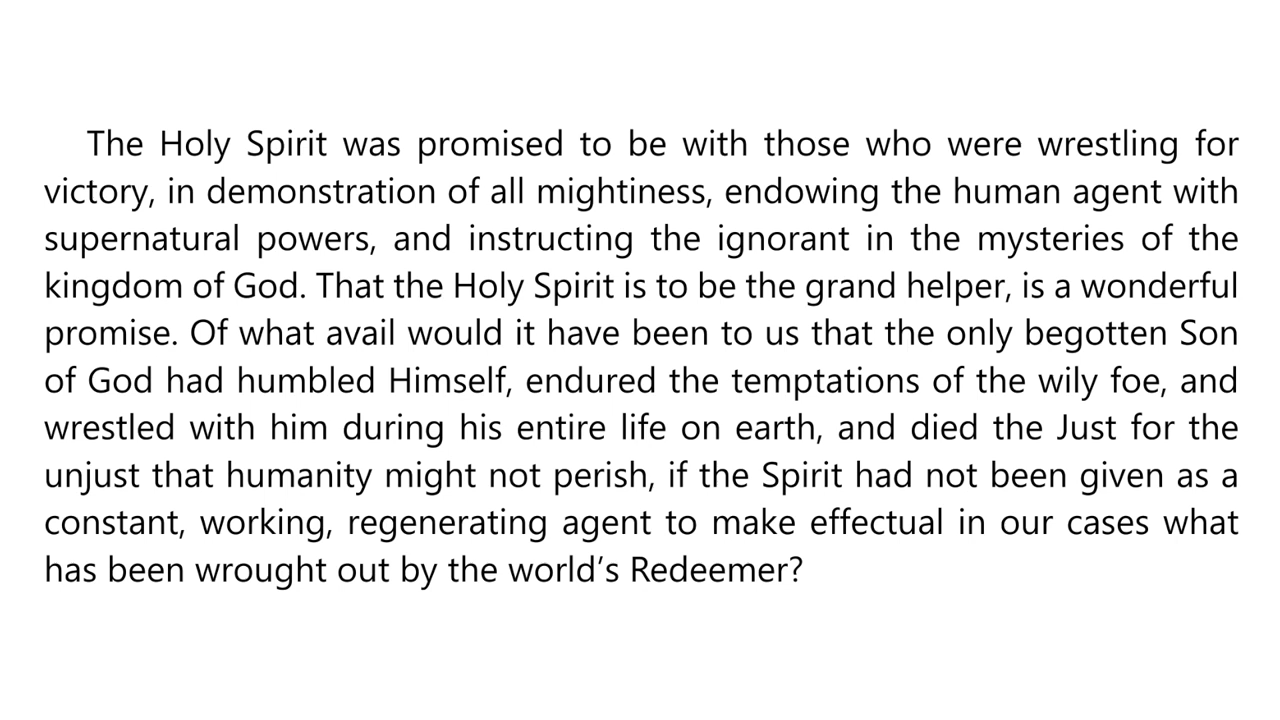 The Holy Spirit was promised to be with those who were wrestling for
victory, in demonstration of all mightiness, endowing the human agent with
supernatural powers, and instructing the ignorant in the mysteries of the
kingdom of God. That the Holy Spirit is to be the grand helper, is a wonderful
promise. Of what avail would it have been to us that the only begotten Son
of God had humbled Himself, endured the temptations of the wily foe, and
wrestled with him during his entire life on earth, and died the Just for the
unjust that humanity might not perish, if the Spirit had not been given as a
constant, working, regenerating agent to make effectual in our cases what
has been wrought out by the world’s Redeemer?